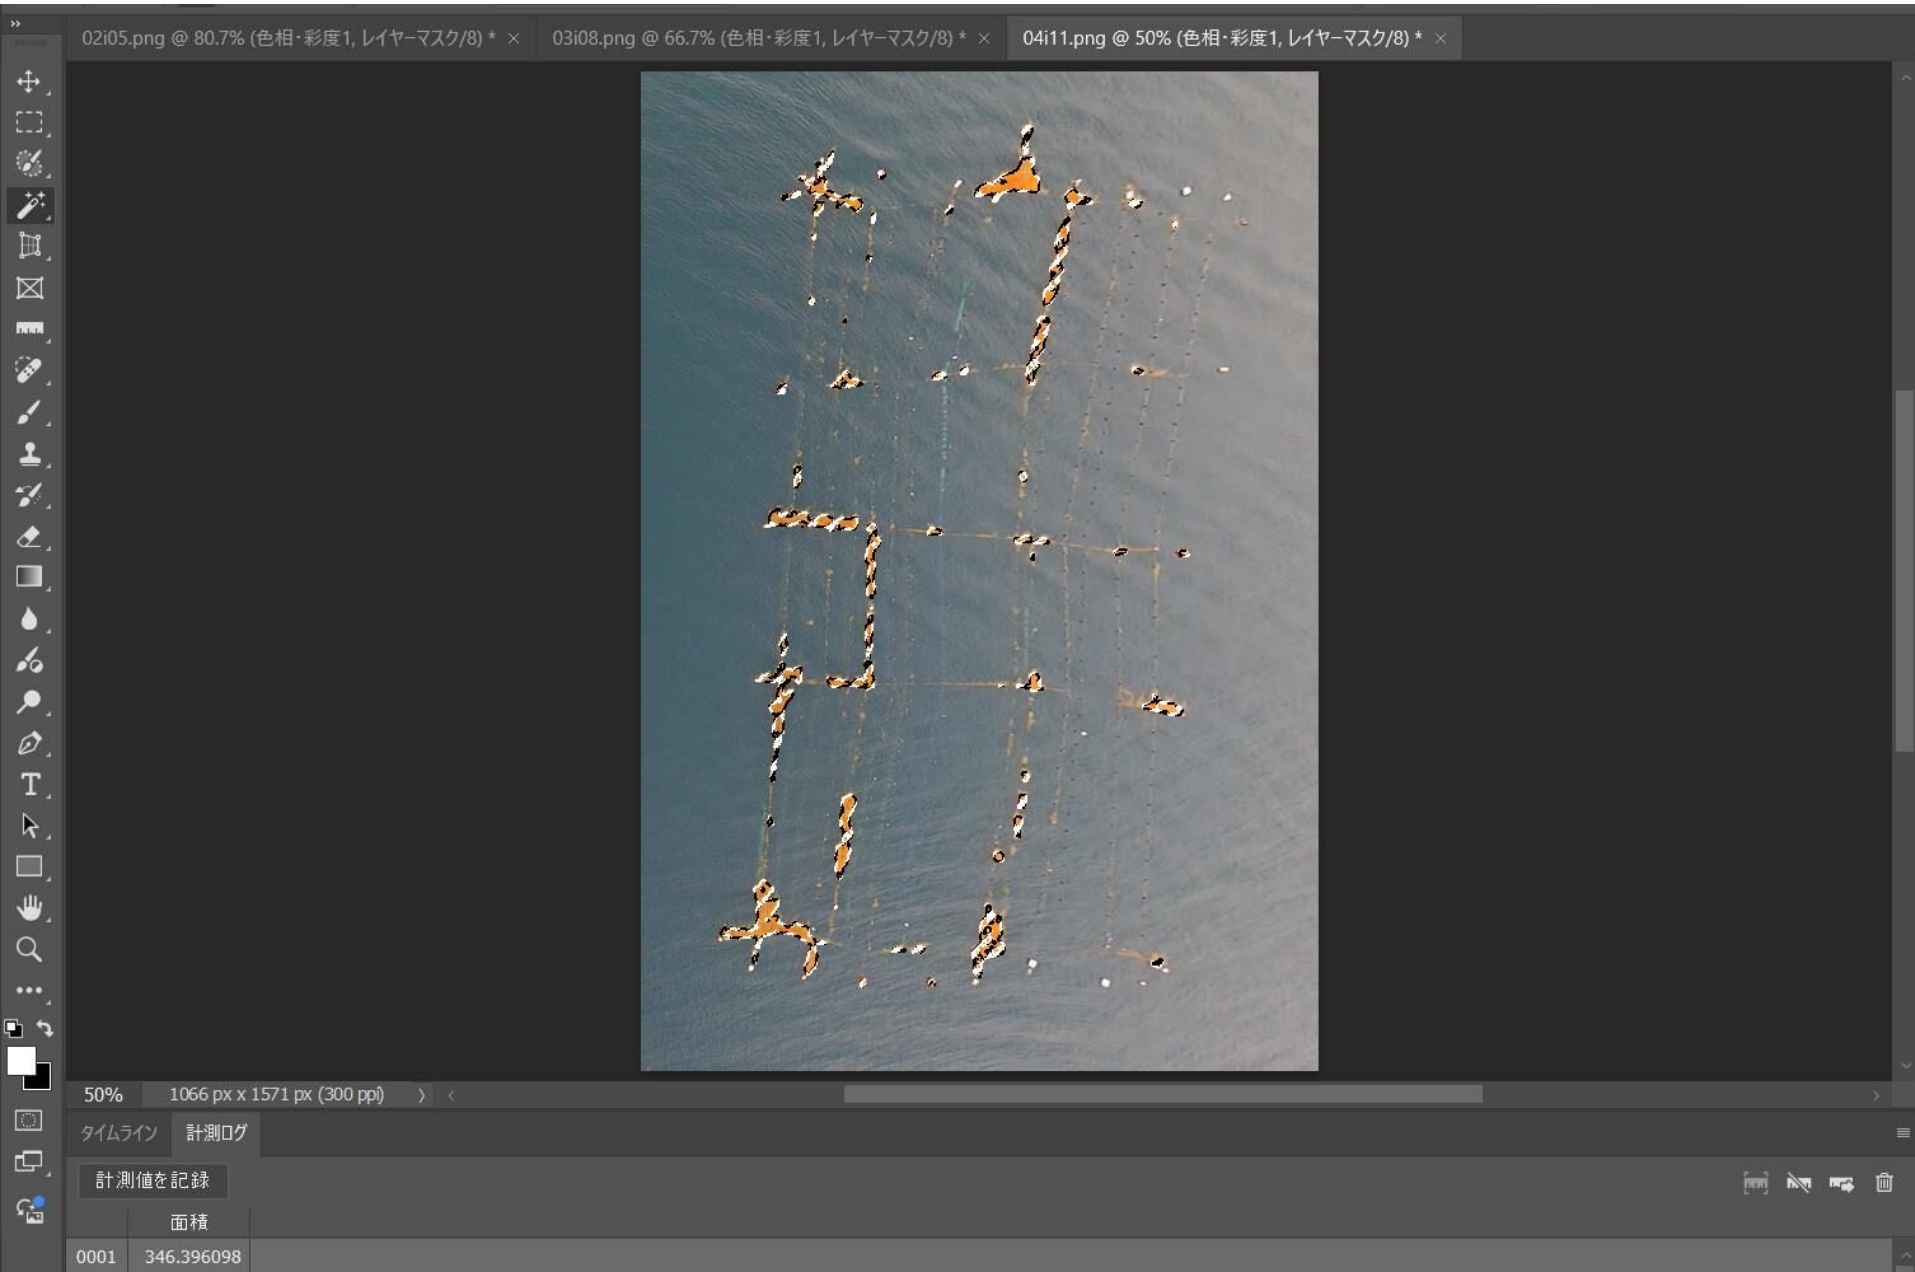 02i05.png @ 80.7% (色相・彩度1, レイヤーマスク/8) * ×
03i08.png @ 66.7% (色相・彩度1, レイヤーマスク/8) * ×
04i11.png @ 50% (色相・彩度1, レイヤーマスク/8) * ×
50%
1066 px x 1571 px (300 ppi)
タイムライン
計測ログ
計測値を記録
面積
0001 346.396098